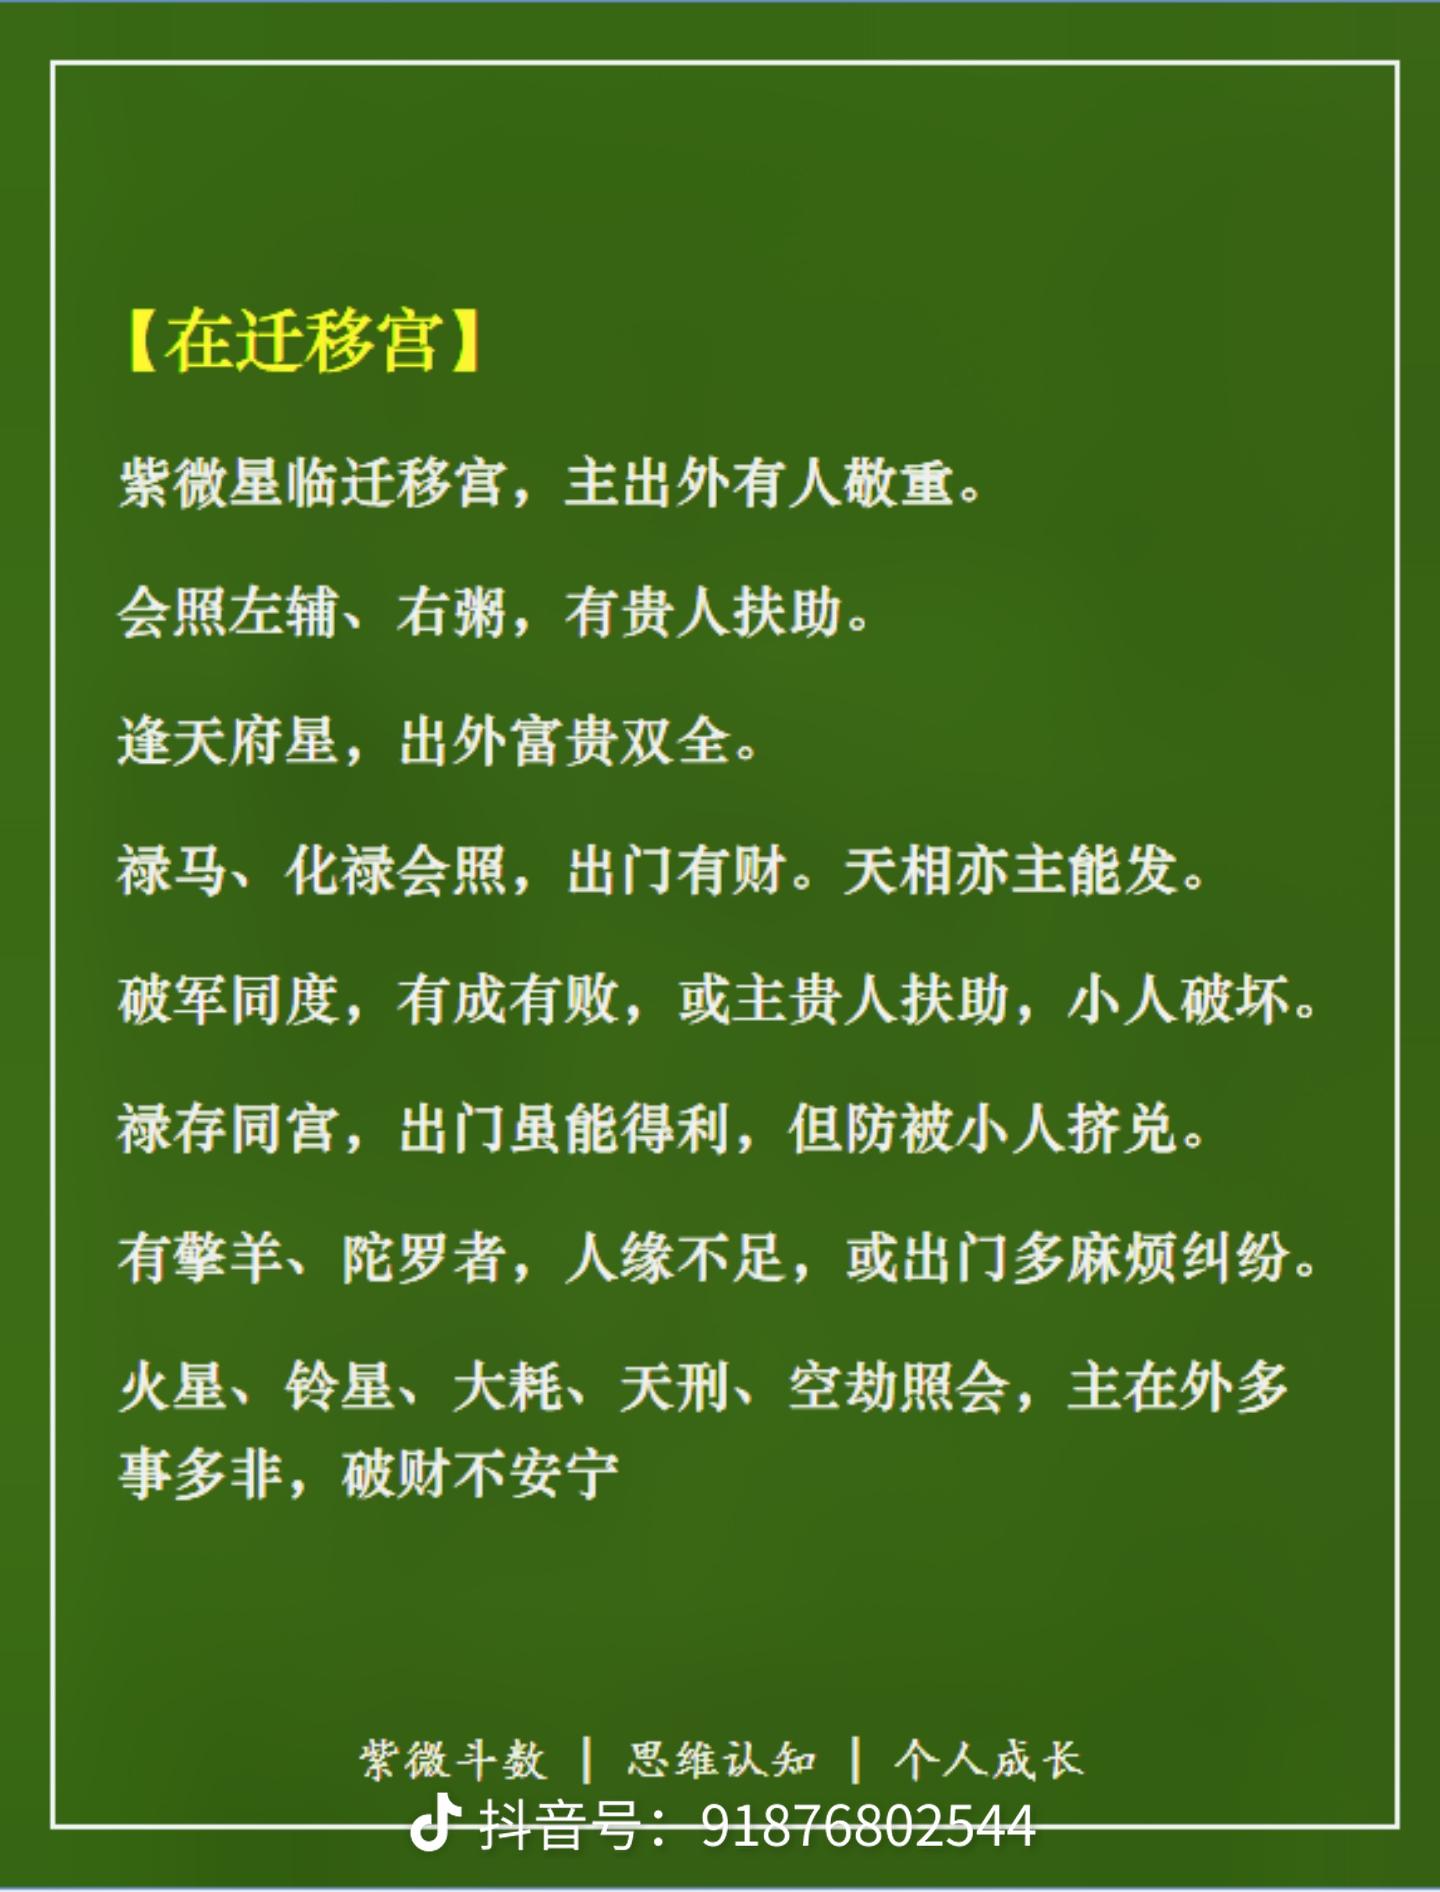 【在迁移宫】
紫微星临迁移宫，主出外有人敬重。
会照左辅、右粥，有贵人扶助。
逢天府星，出外富贵双全。
禄马、化禄会照，出门有财。天相亦主能发。
破军同度，有成有败，或主贵人扶助，小人破坏。
禄存同宫，出门虽能得利，但防被小人挤兑。
有擎羊、陀罗者，人缘不足，或出门多麻烦纠纷。
火星、铃星、大耗、天刑、空劫照会，主在外多
事多非，破财不安宁
紫微斗数 | 思维认知 | 个人成长
抖音号：91876802544